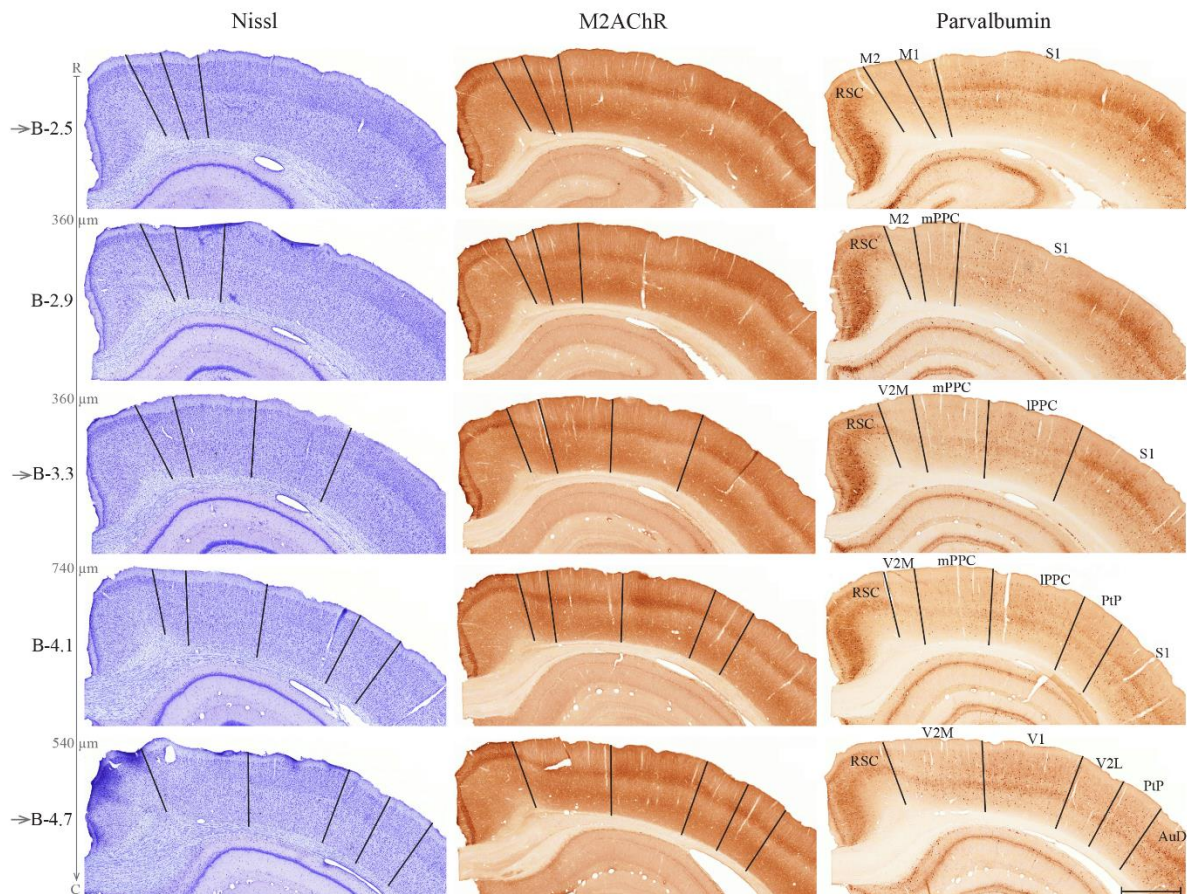 Nissl
M2AChR
Parvalbumin
R
M2
M1
S1
RSC
B-2.5
360 μm
M2
mPPC
RSC
S1
B-2.9
360 μm
V2M
mPPC
lPPC
RSC
S1
B-3.3
740 μm
V2M
mPPC
lPPC
RSC
PtP
B-4.1
S1
540 μm
V2M
V1
RSC
V2L
PtP
B-4.7
AuD
C